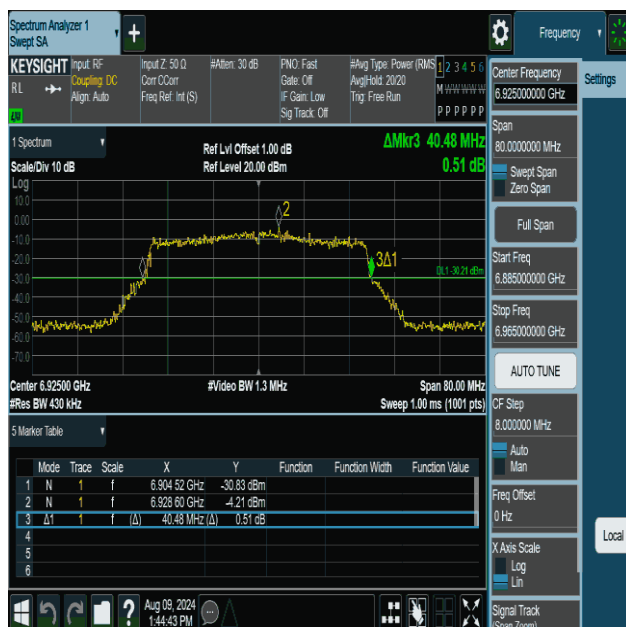 Spectrum Analyzer 1
Swept SA
Frequency
KEYSIGHT
RL
Input: RF
Coupling: DC
Align: Auto
Input Z: 50 Ω
Corr CCorr
Freq Ref: Int (S)
#Atten: 30 dB
PNO: Fast
Gate: Off
IF Gain: Low
Sig Track: Off
#Avg Type: Power (RMS
Avg|Hold: 20/20
Trig: Free Run
1 2 3 4 5 6
M W W W W W
P P P P P P
1 Spectrum
Scale/Div 10 dB
Ref Lvl Offset 1.00 dB
Ref Level 20.00 dBm
ΔMkr3 40.48 MHz
0.51 dB
Log
10.0
0.00
-10.0
-20.0
-30.0
-40.0
-50.0
-60.0
-70.0
1
2
3Δ1
DL1 -30.21 dBm
Center 6.92500 GHz
#Res BW 430 kHz
#Video BW 1.3 MHz
Span 80.00 MHz
Sweep 1.00 ms (1001 pts)
5 Marker Table
Mode Trace Scale X Y Function Function Width Function Value
1 N 1 f 6.904 52 GHz -30.83 dBm
2 N 1 f 6.928 60 GHz -4.21 dBm
3 Δ1 1 f (Δ) 40.48 MHz (Δ) 0.51 dB
4
5
6
Aug 09, 2024
1:44:43 PM
?
Center Frequency
6.925000000 GHz
Settings
Span
80.0000000 MHz
Swept Span
Zero Span
Full Span
Start Freq
6.885000000 GHz
Stop Freq
6.965000000 GHz
AUTO TUNE
CF Step
8.000000 MHz
Auto
Man
Freq Offset
0 Hz
Local
X Axis Scale
Log
Lin
Signal Track
(Span Zoom)